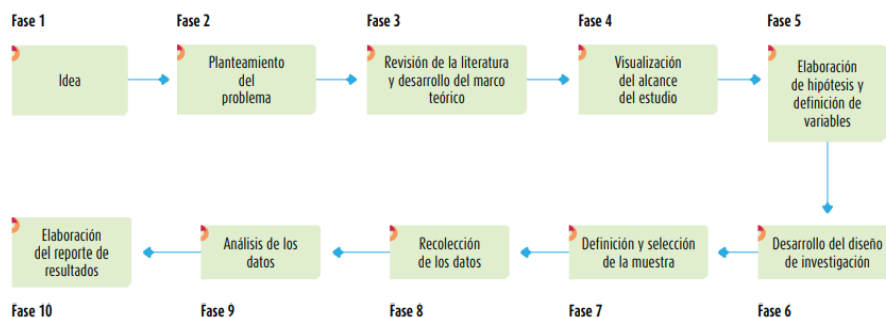 Fase 1
Idea
Fase 2
Planteamiento
del
problema
Fase 3
Revisión de la literatura
y desarrollo del marco
teórico
Fase 4
Visualización
del alcance
del estudio
Fase 5
Elaboración
de hipótesis y
definición de
variables
Desarrollo del diseño
de investigación
Fase 6
Definición y selección
de la muestra
Fase 7
Recolección
de los datos
Fase 8
Análisis de los
datos
Fase 9
Elaboración
del reporte de
resultados
Fase 10